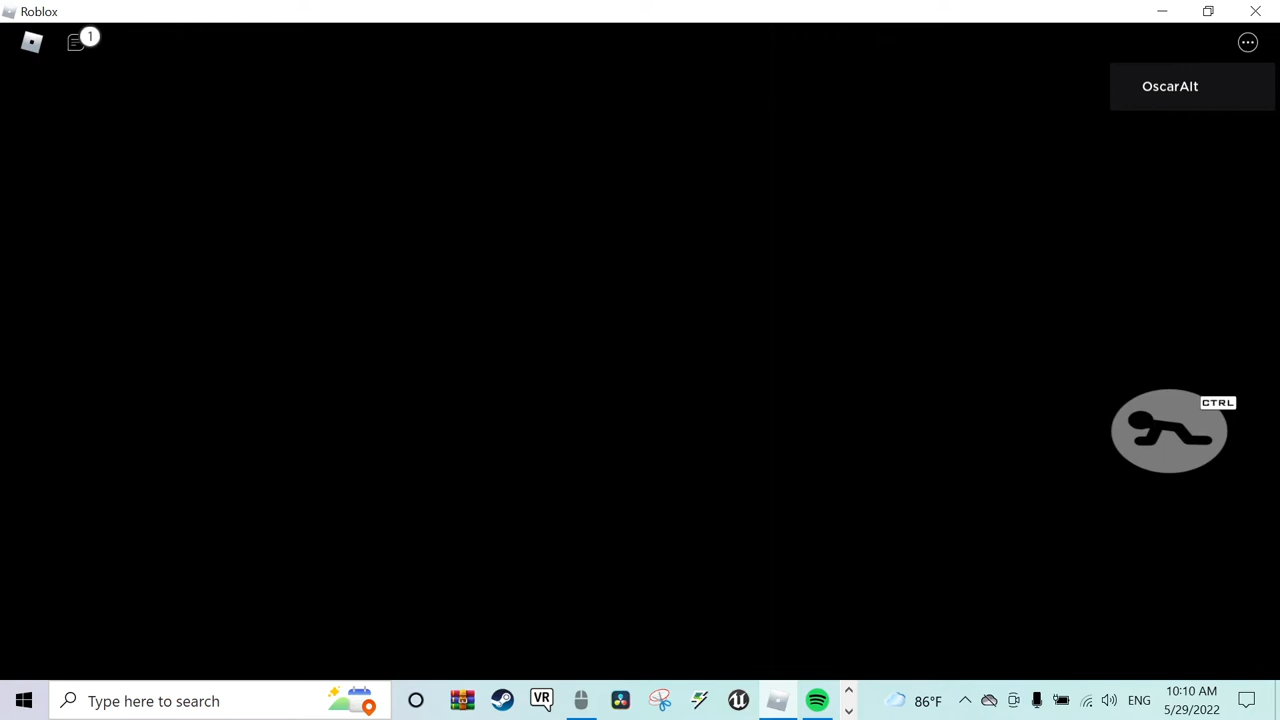 Roblox
1
OscarAlt
CTRL
Type here to search
VR
86°F
ENG
10:10 AM
5/29/2022